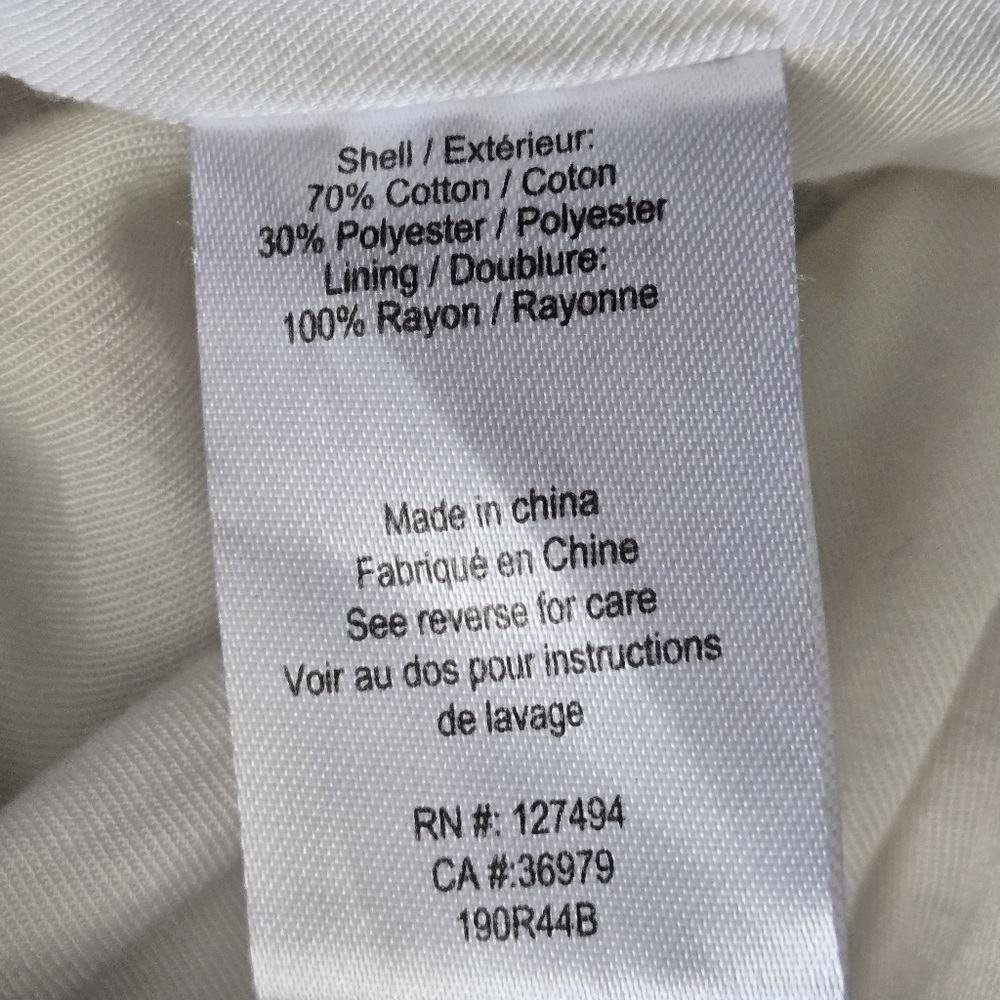 Shell / Extérieur:
70% Cotton / Coton
30% Polyester / Polyester
Lining / Doublure:
100% Rayon / Rayonne
Made in china
Fabriqué en Chine
See reverse for care
Voir au dos pour instructions
de lavage
RN #: 127494
CA #:36979
190R44B